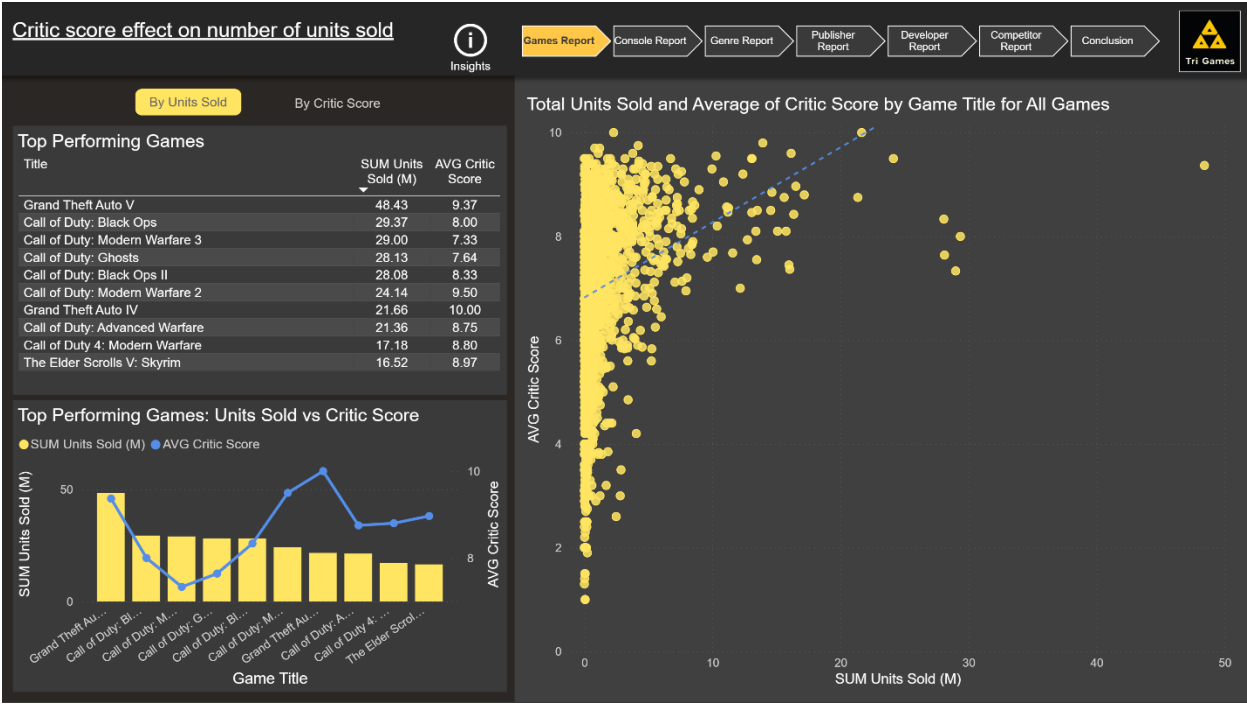 Critic score effect on number of units sold
Insights
Games Report
Console Report
Genre Report
Publisher
Report
Developer
Report
Competitor
Report
Conclusion
Tri Games
By Units Sold
By Critic Score
Top Performing Games
Title
SUM Units
Sold (M)
AVG Critic
Score
Grand Theft Auto V 48.43 9.37
Call of Duty: Black Ops 29.37 8.00
Call of Duty: Modern Warfare 3 29.00 7.33
Call of Duty: Ghosts 28.13 7.64
Call of Duty: Black Ops II 28.08 8.33
Call of Duty: Modern Warfare 2 24.14 9.50
Grand Theft Auto IV 21.66 10.00
Call of Duty: Advanced Warfare 21.36 8.75
Call of Duty 4: Modern Warfare 17.18 8.80
The Elder Scrolls V: Skyrim 16.52 8.97
Top Performing Games: Units Sold vs Critic Score
SUM Units Sold (M) AVG Critic Score
SUM Units Sold (M)
50
0
10
8
AVG Critic Score
Grand Theft Au...
Call of Duty: Bl...
Call of Duty: M...
Call of Duty: G...
Call of Duty: Bl...
Call of Duty: M...
Grand Theft Au...
Call of Duty: A...
Call of Duty 4: ...
The Elder Scrol...
Game Title
Total Units Sold and Average of Critic Score by Game Title for All Games
AVG Critic Score
10
8
6
4
2
0
0 10 20 30 40 50
SUM Units Sold (M)